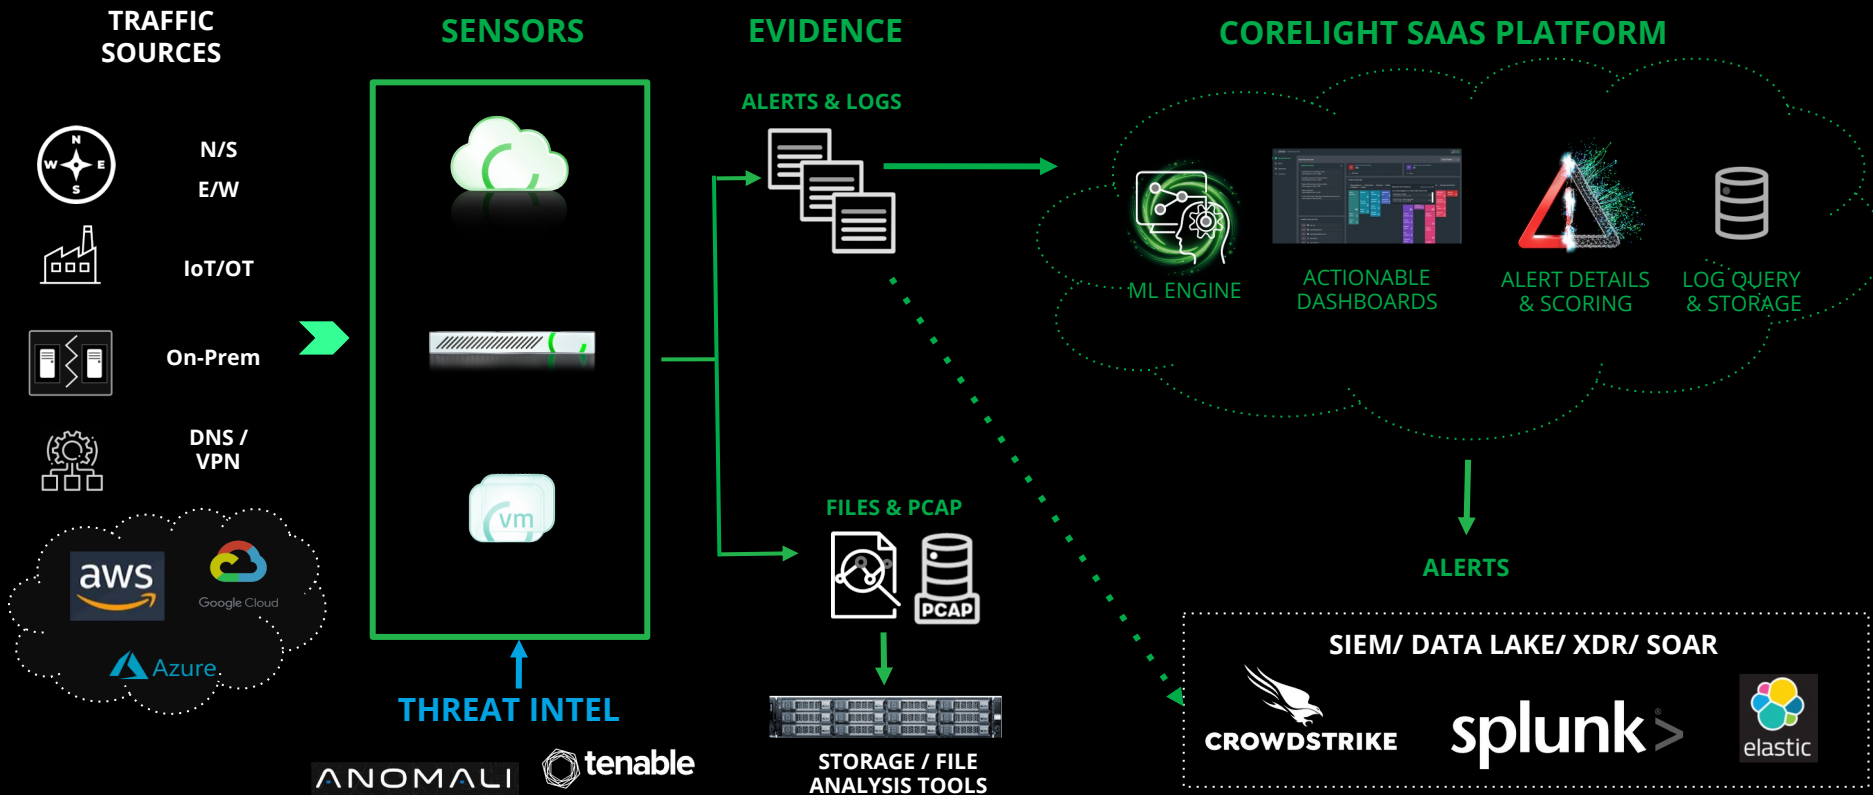 TRAFFIC
SOURCES
SENSORS
EVIDENCE
CORELIGHT SAAS PLATFORM
N
W E
S
N/S
E/W
IoT/OT
On-Prem
DNS /
VPN
aws
Google Cloud
Azure
vm
THREAT INTEL
ANOMALI
tenable
ALERTS & LOGS
FILES & PCAP
PCAP
STORAGE / FILE
ANALYSIS TOOLS
ML ENGINE
ACTIONABLE
DASHBOARDS
ALERT DETAILS
& SCORING
LOG QUERY
& STORAGE
ALERTS
SIEM/ DATA LAKE/ XDR/ SOAR
CROWDSTRIKE
splunk>
elastic